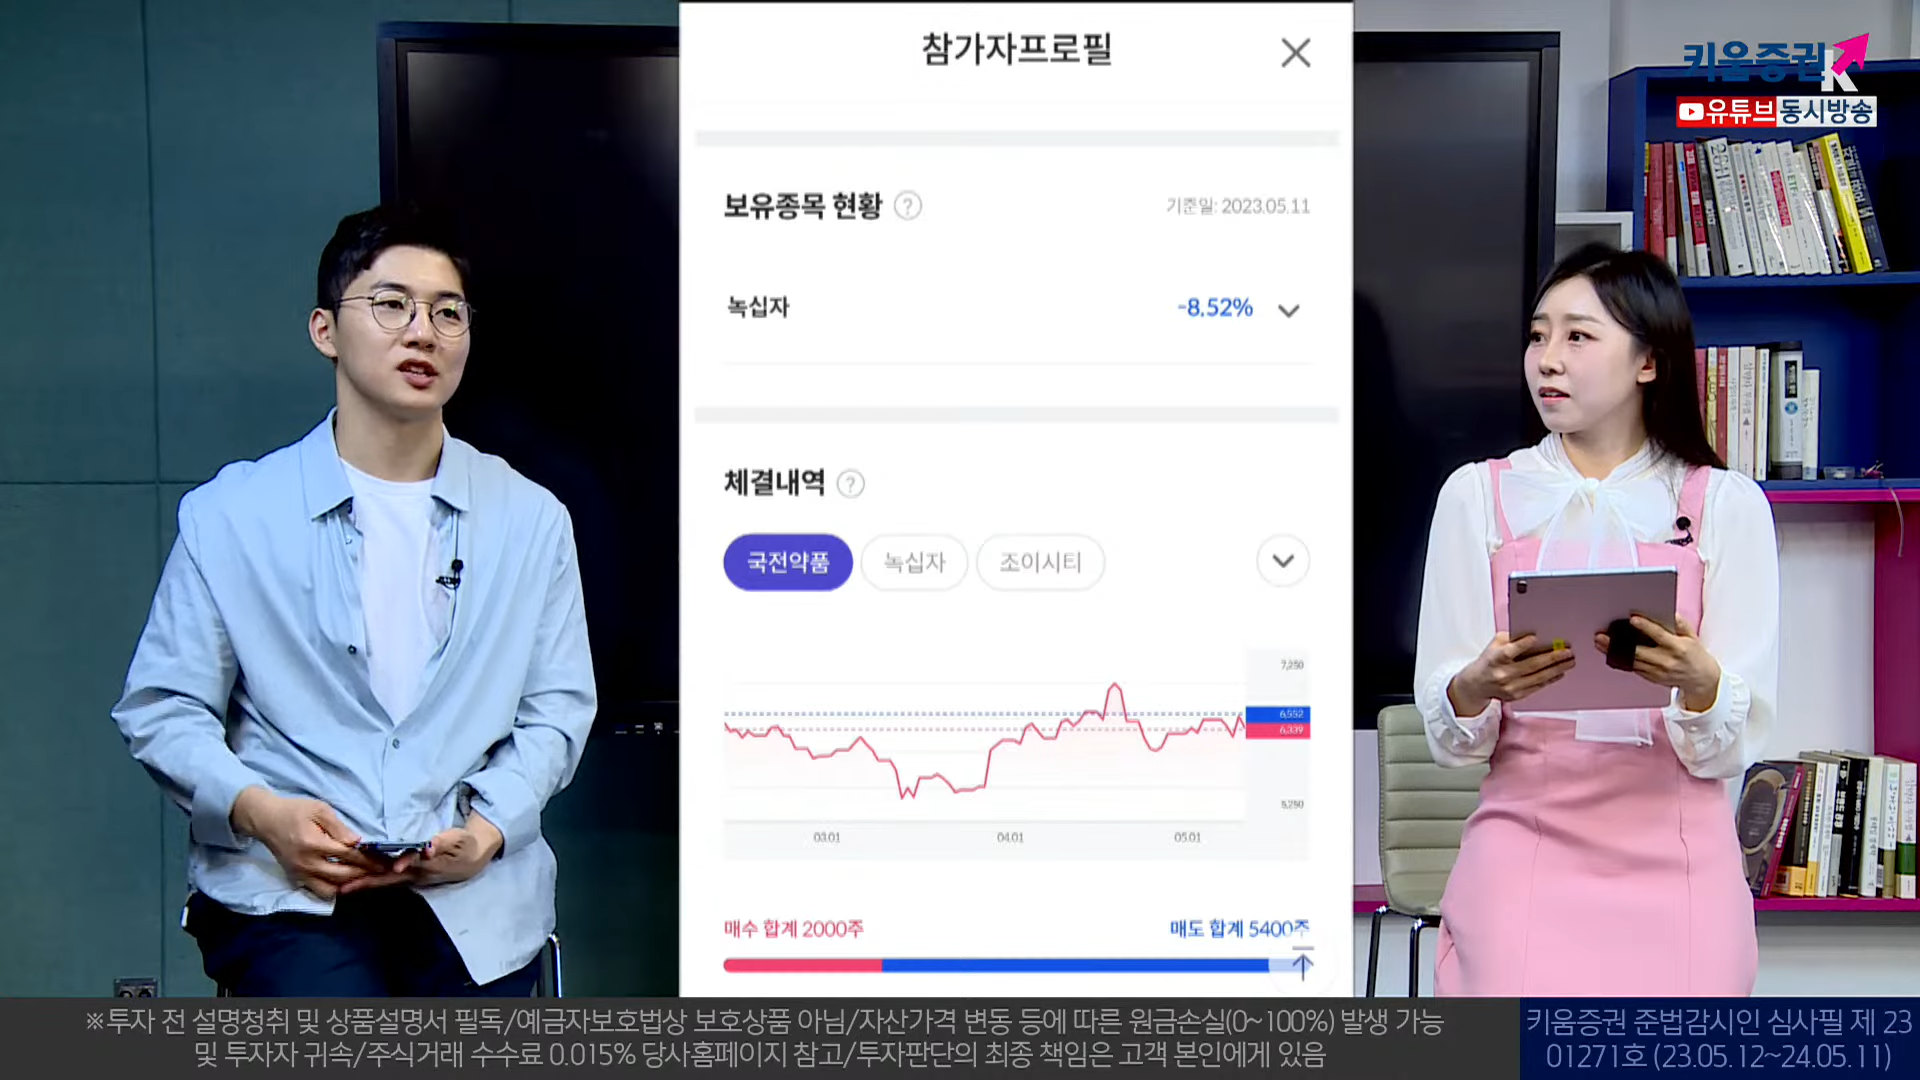 참가자프로필
키움증권
K
유튜브 동시방송
보유종목 현황 ?
기준일: 2023.05.11
녹십자
-8.52%
체결내역 ?
국전약품
녹십자
조이시티
7,250
6,552
6,339
5,250
03.01
04.01
05.01
매수 합계 2000주
매도 합계 5400주
※투자 전 설명청취 및 상품설명서 필독/예금자보호법상 보호상품 아님/자산가격 변동 등에 따른 원금손실(0~100%) 발생 가능
및 투자자 귀속/주식거래 수수료 0.015% 당사홈페이지 참고/투자판단의 최종 책임은 고객 본인에게 있음
키움증권 준법감시인 심사필 제 23
01271호 (23.05.12~24.05.11)